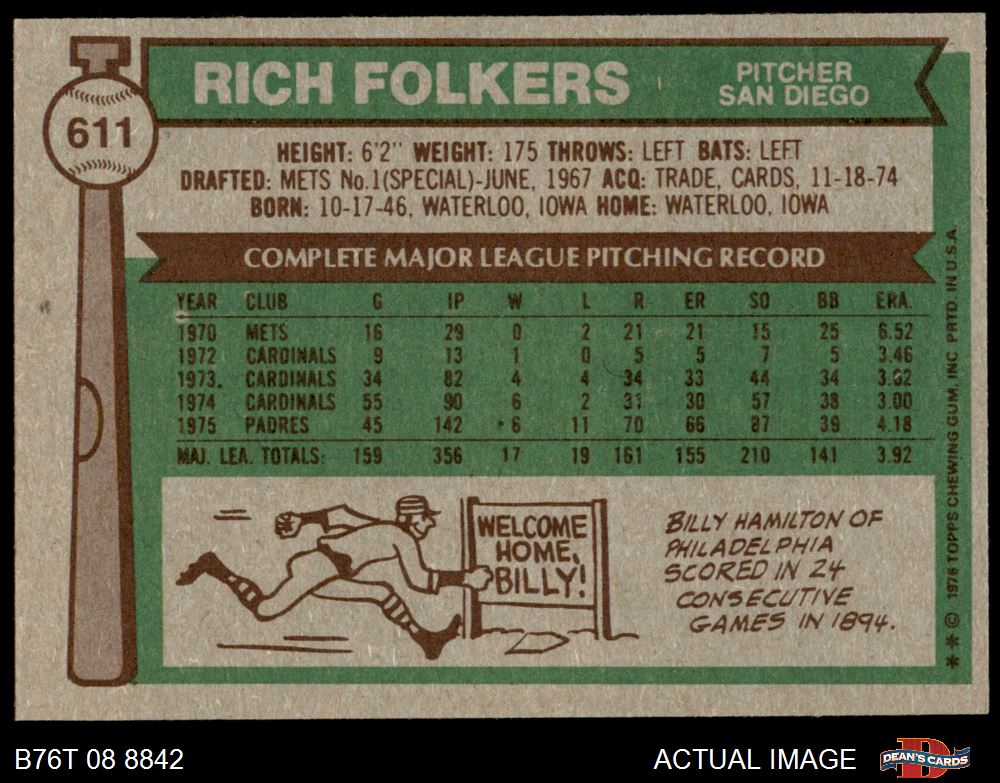 RICH FOLKERS
PITCHER
SAN DIEGO
611
HEIGHT: 6'2" WEIGHT: 175 THROWS: LEFT BATS: LEFT
DRAFTED: METS No.1(SPECIAL)-JUNE, 1967 ACQ: TRADE, CARDS, 11-18-74
BORN: 10-17-46, WATERLOO, IOWA HOME: WATERLOO, IOWA
COMPLETE MAJOR LEAGUE PITCHING RECORD
YEAR CLUB G IP W L R ER SO BB ERA.
1970 METS 16 29 0 2 21 21 15 25 6.52
1972 CARDINALS 9 13 1 0 5 5 7 5 3.46
1973. CARDINALS 34 82 4 4 34 33 44 34 3.62
1974 CARDINALS 55 90 6 2 31 30 57 38 3.00
1975 PADRES 45 142 6 11 70 66 87 39 4.18
MAJ. LEA. TOTALS: 159 356 17 19 161 155 210 141 3.92
WELCOME
HOME,
BILLY!
BILLY HAMILTON OF
PHILADELPHIA
SCORED IN 24
CONSECUTIVE
GAMES IN 1894.
** © 1976 TOPPS CHEWING GUM, INC PRTD. IN U.S.A.
B76T 08 8842
ACTUAL IMAGE
D
DEAN'S CARDS